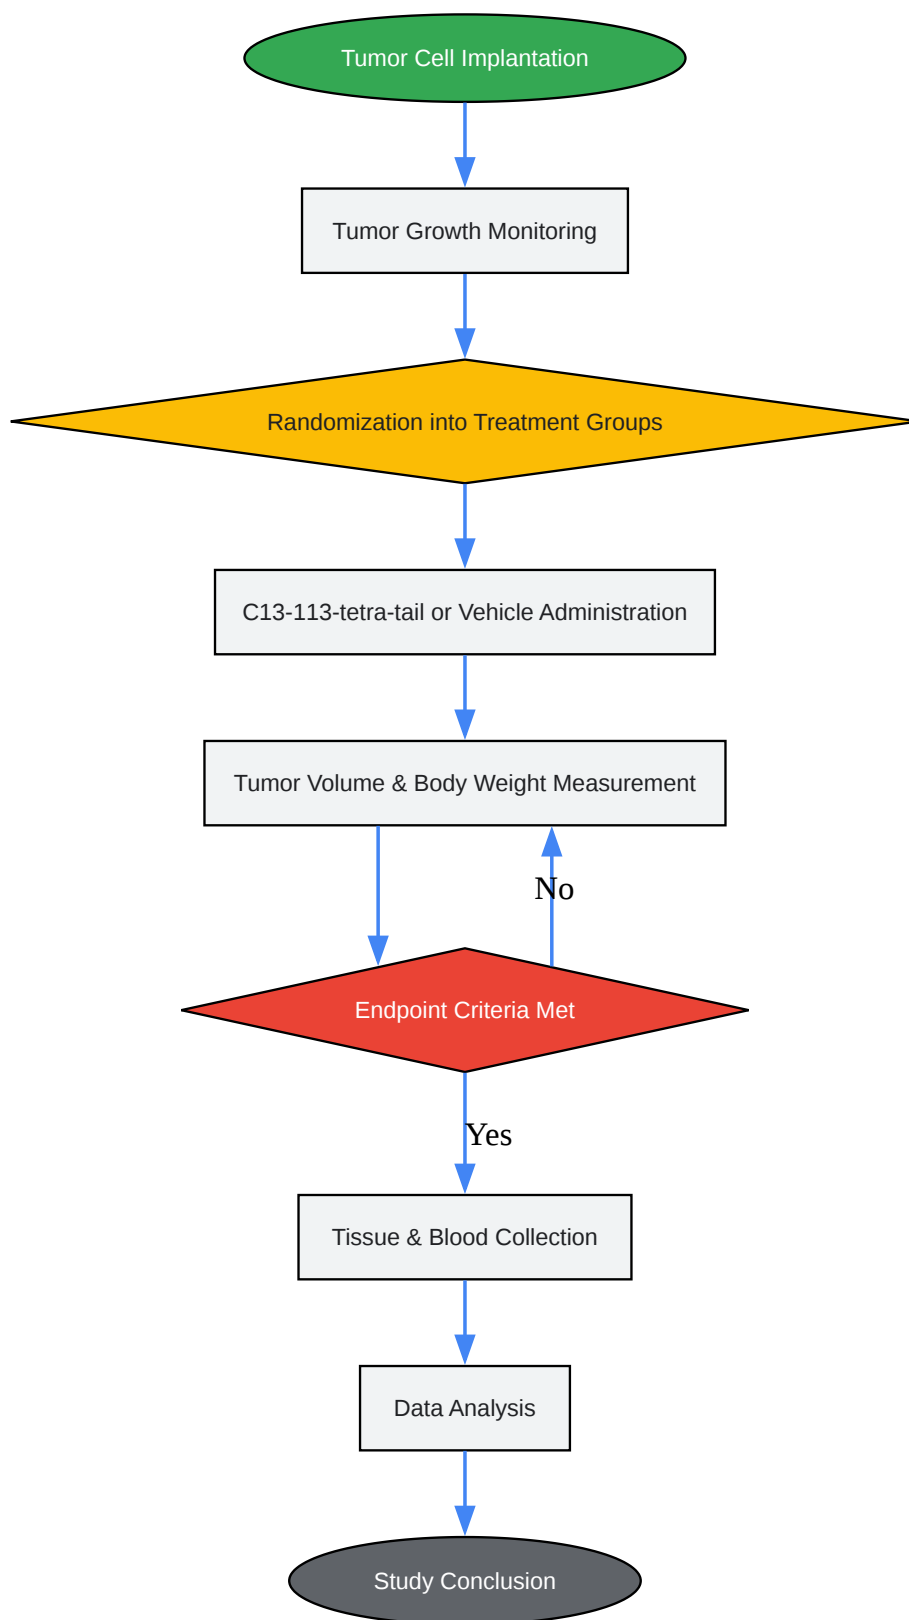 Tumor Cell Implantation
Tumor Growth Monitoring
Randomization into Treatment Groups
C13-113-tetra-tail or Vehicle Administration
Tumor Volume & Body Weight Measurement
No
Endpoint Criteria Met
Yes
Tissue & Blood Collection
Data Analysis
Study Conclusion